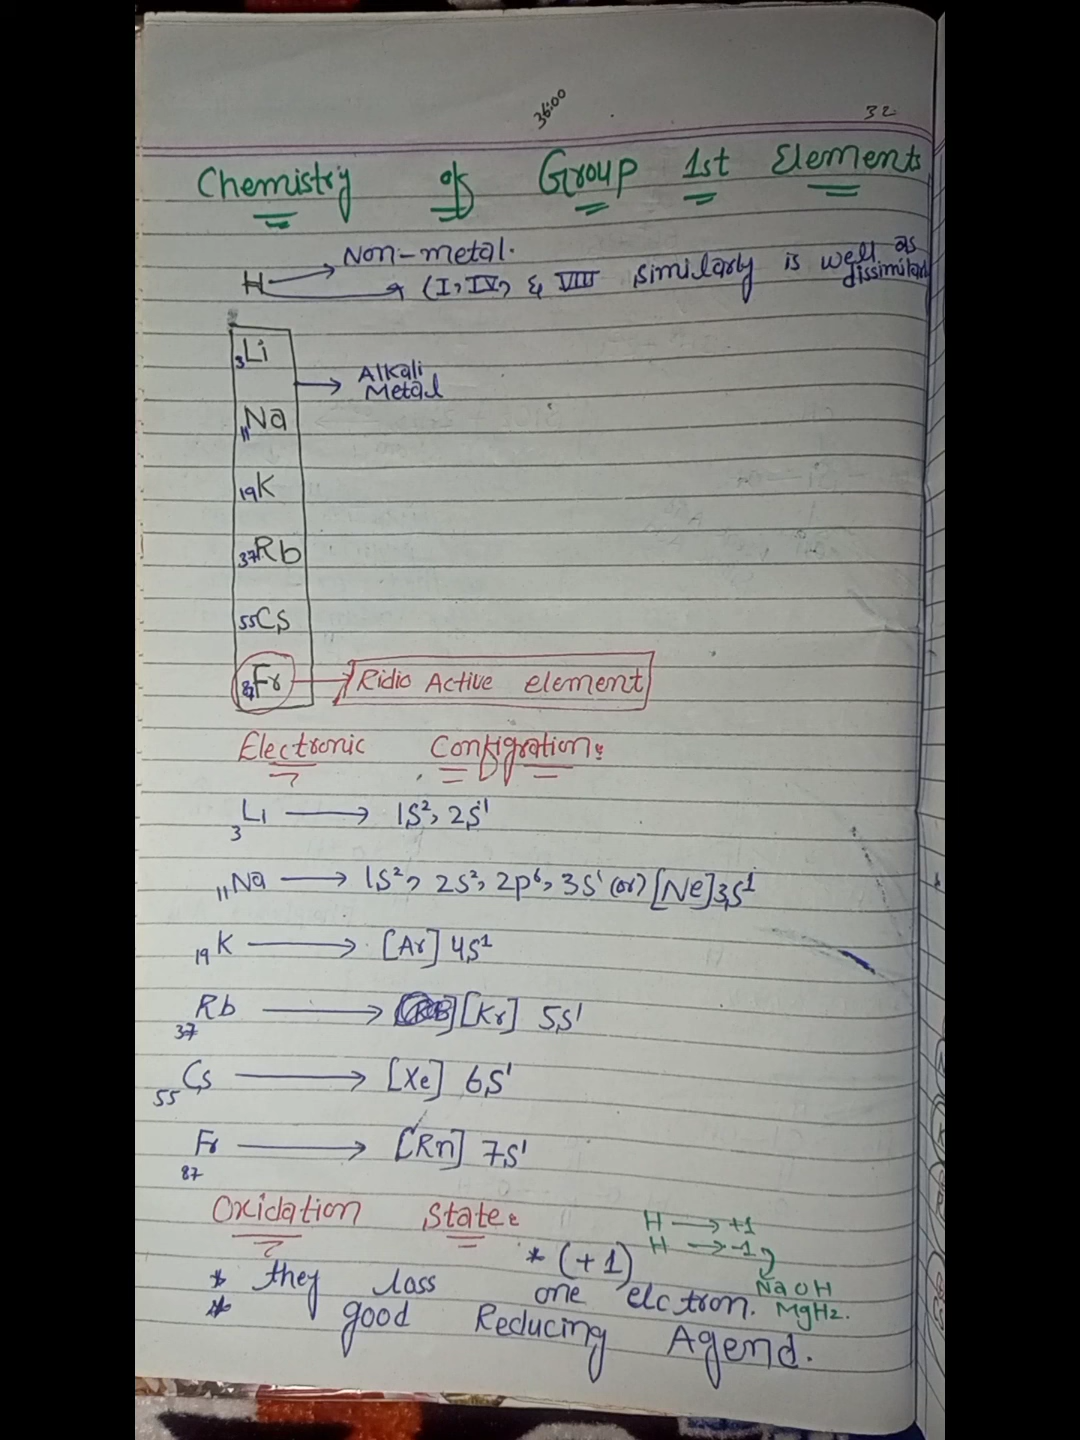 36:00
32
Chemistry of Group 1st Elements
H → Non-metal.
→ (I, IV, & VIII similarly is well as dissimilarly
3Li
→ Alkali Metal
11Na
19K
37Rb
55Cs
87Fr → Ridio Active element
Electronic Configration:
3Li → 1S², 2S¹
11Na → 1S², 2S², 2p⁶, 3S¹ (or) [Ne]3S¹
19K → [Ar] 4S¹
37Rb → [Kr] 5S¹
55Cs → [Xe] 6S¹
87Fr → [Rn] 7S¹
Oxidation State:
H → +1
H → -1
* (+1)
NaOH
MgH2.
* they loss one elctron.
* good Reducing Agend.